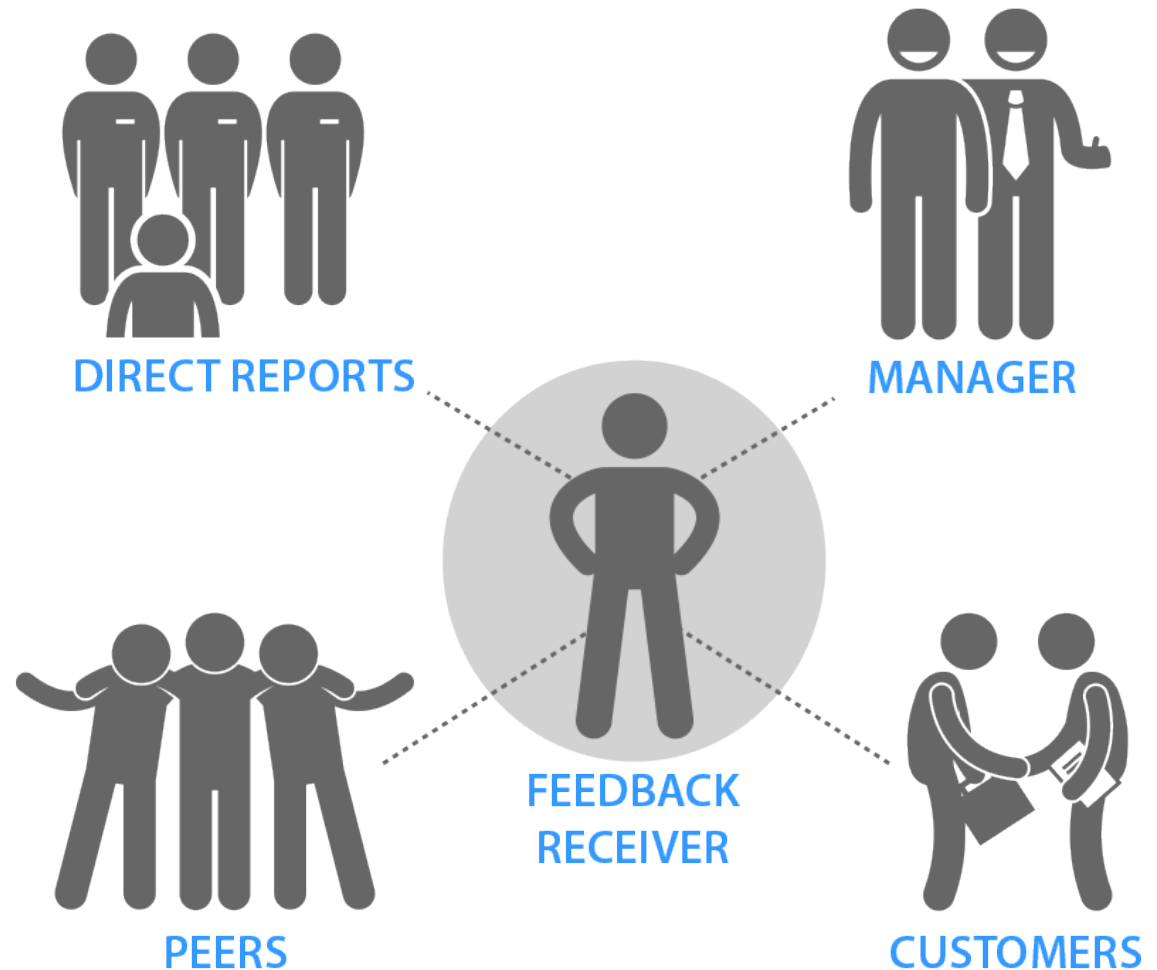 DIRECT REPORTS
MANAGER
FEEDBACK
RECEIVER
PEERS
CUSTOMERS